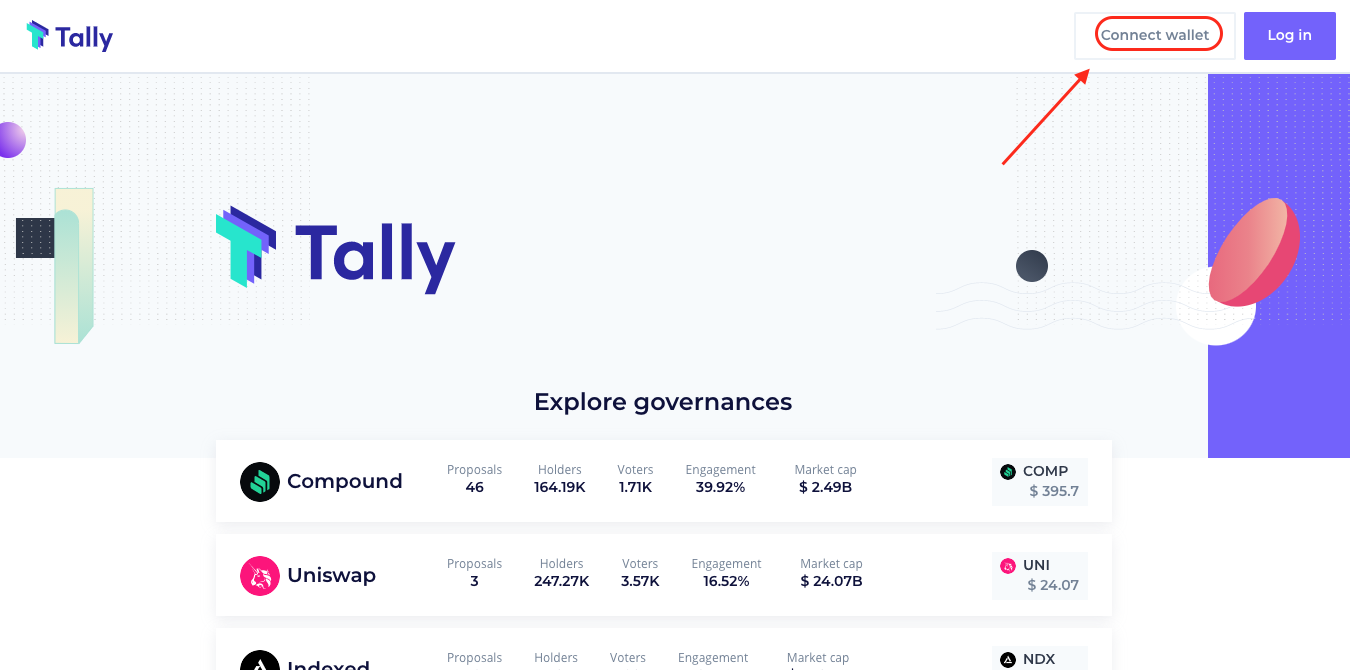 Tally
Connect wallet
Log in
Tally
Explore governances
Compound
Proposals Holders Voters Engagement Market cap
46 164.19K 1.71K 39.92% $ 2.49B
COMP
$ 395.7
Uniswap
Proposals Holders Voters Engagement Market cap
3 247.27K 3.57K 16.52% $ 24.07B
UNI
$ 24.07
Indexed
Proposals Holders Voters Engagement Market cap
NDX